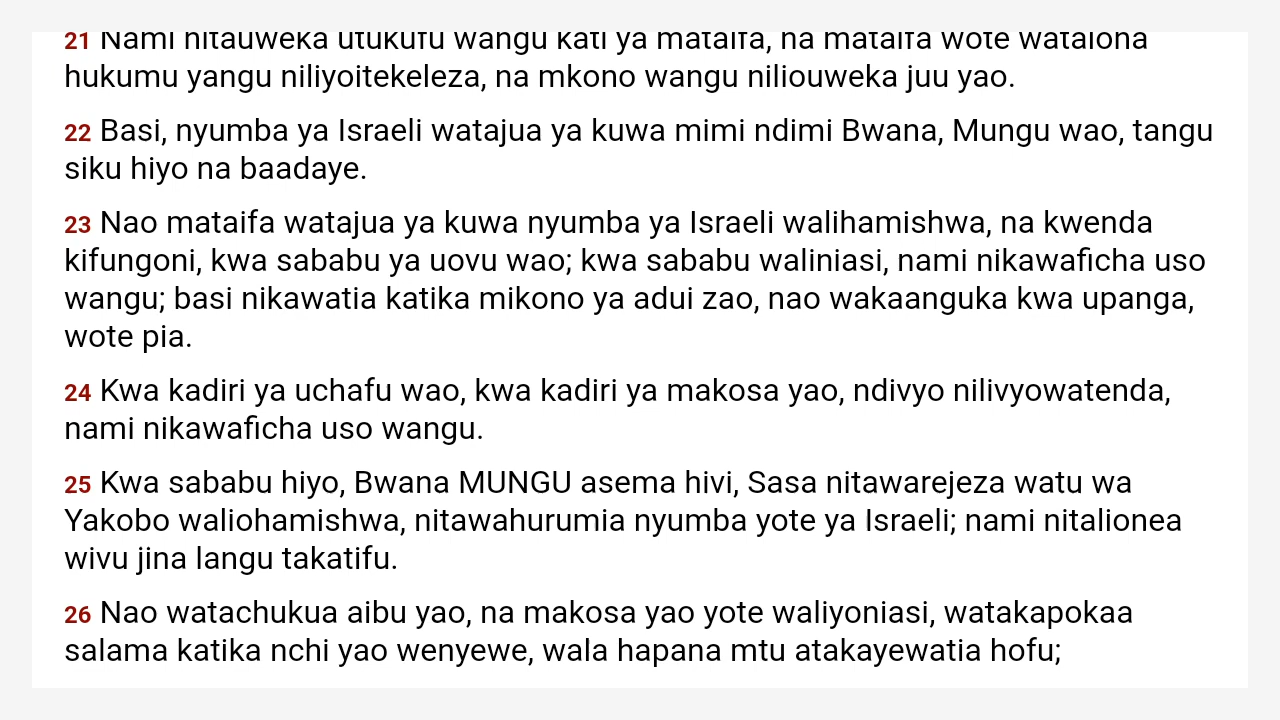 21 Nami nitauweka utukufu wangu kati ya mataifa, na mataifa wote wataiona
hukumu yangu niliyoitekeleza, na mkono wangu niliouweka juu yao.
22 Basi, nyumba ya Israeli watajua ya kuwa mimi ndimi Bwana, Mungu wao, tangu
siku hiyo na baadaye.
23 Nao mataifa watajua ya kuwa nyumba ya Israeli walihamishwa, na kwenda
kifungoni, kwa sababu ya uovu wao; kwa sababu waliniasi, nami nikawaficha uso
wangu; basi nikawatia katika mikono ya adui zao, nao wakaanguka kwa upanga,
wote pia.
24 Kwa kadiri ya uchafu wao, kwa kadiri ya makosa yao, ndivyo nilivyowatenda,
nami nikawaficha uso wangu.
25 Kwa sababu hiyo, Bwana MUNGU asema hivi, Sasa nitawarejeza watu wa
Yakobo waliohamishwa, nitawahurumia nyumba yote ya Israeli; nami nitalionea
wivu jina langu takatifu.
26 Nao watachukua aibu yao, na makosa yao yote waliyoniasi, watakapokaa
salama katika nchi yao wenyewe, wala hapana mtu atakayewatia hofu;